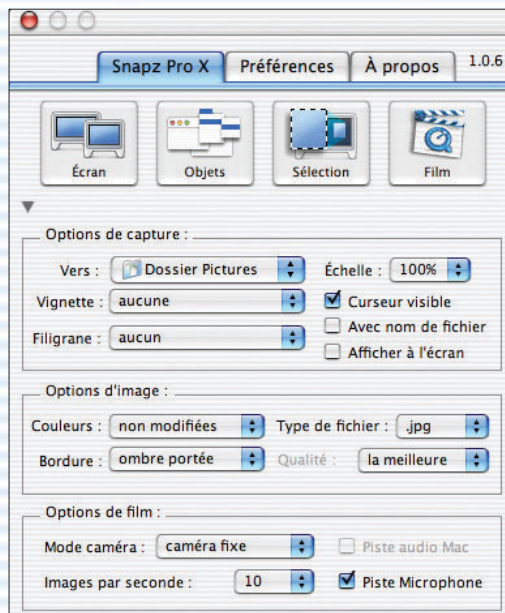 Snapz Pro X Préférences À propos 1.0.6
Écran Objets Sélection Film
Options de capture :
Vers : Dossier Pictures Échelle : 100%
Vignette : aucune Curseur visible
Avec nom de fichier
Filigrane : aucun
Afficher à l'écran
Options d'image :
Couleurs : non modifiées Type de fichier : .jpg
Bordure : ombre portée Qualité : la meilleure
Options de film :
Mode caméra : caméra fixe Piste audio Mac
Images par seconde : 10 Piste Microphone